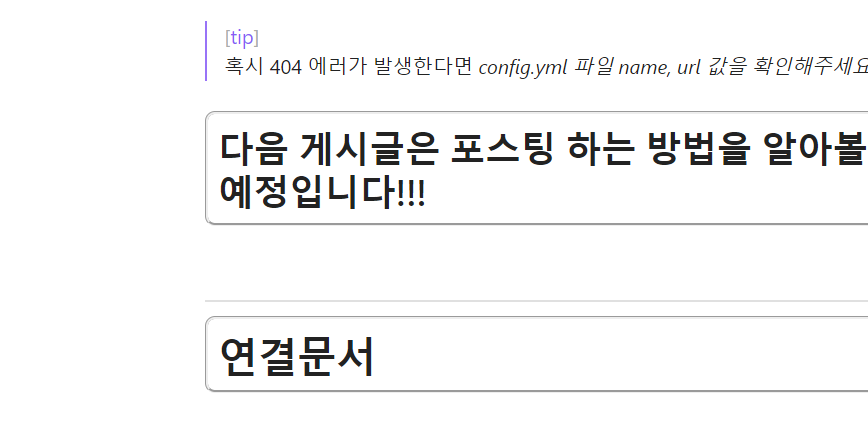 [tip]
혹시 404 에러가 발생한다면 config.yml 파일 name, url 값을 확인해주세요
다음 게시글은 포스팅 하는 방법을 알아볼
예정입니다!!!
연결문서